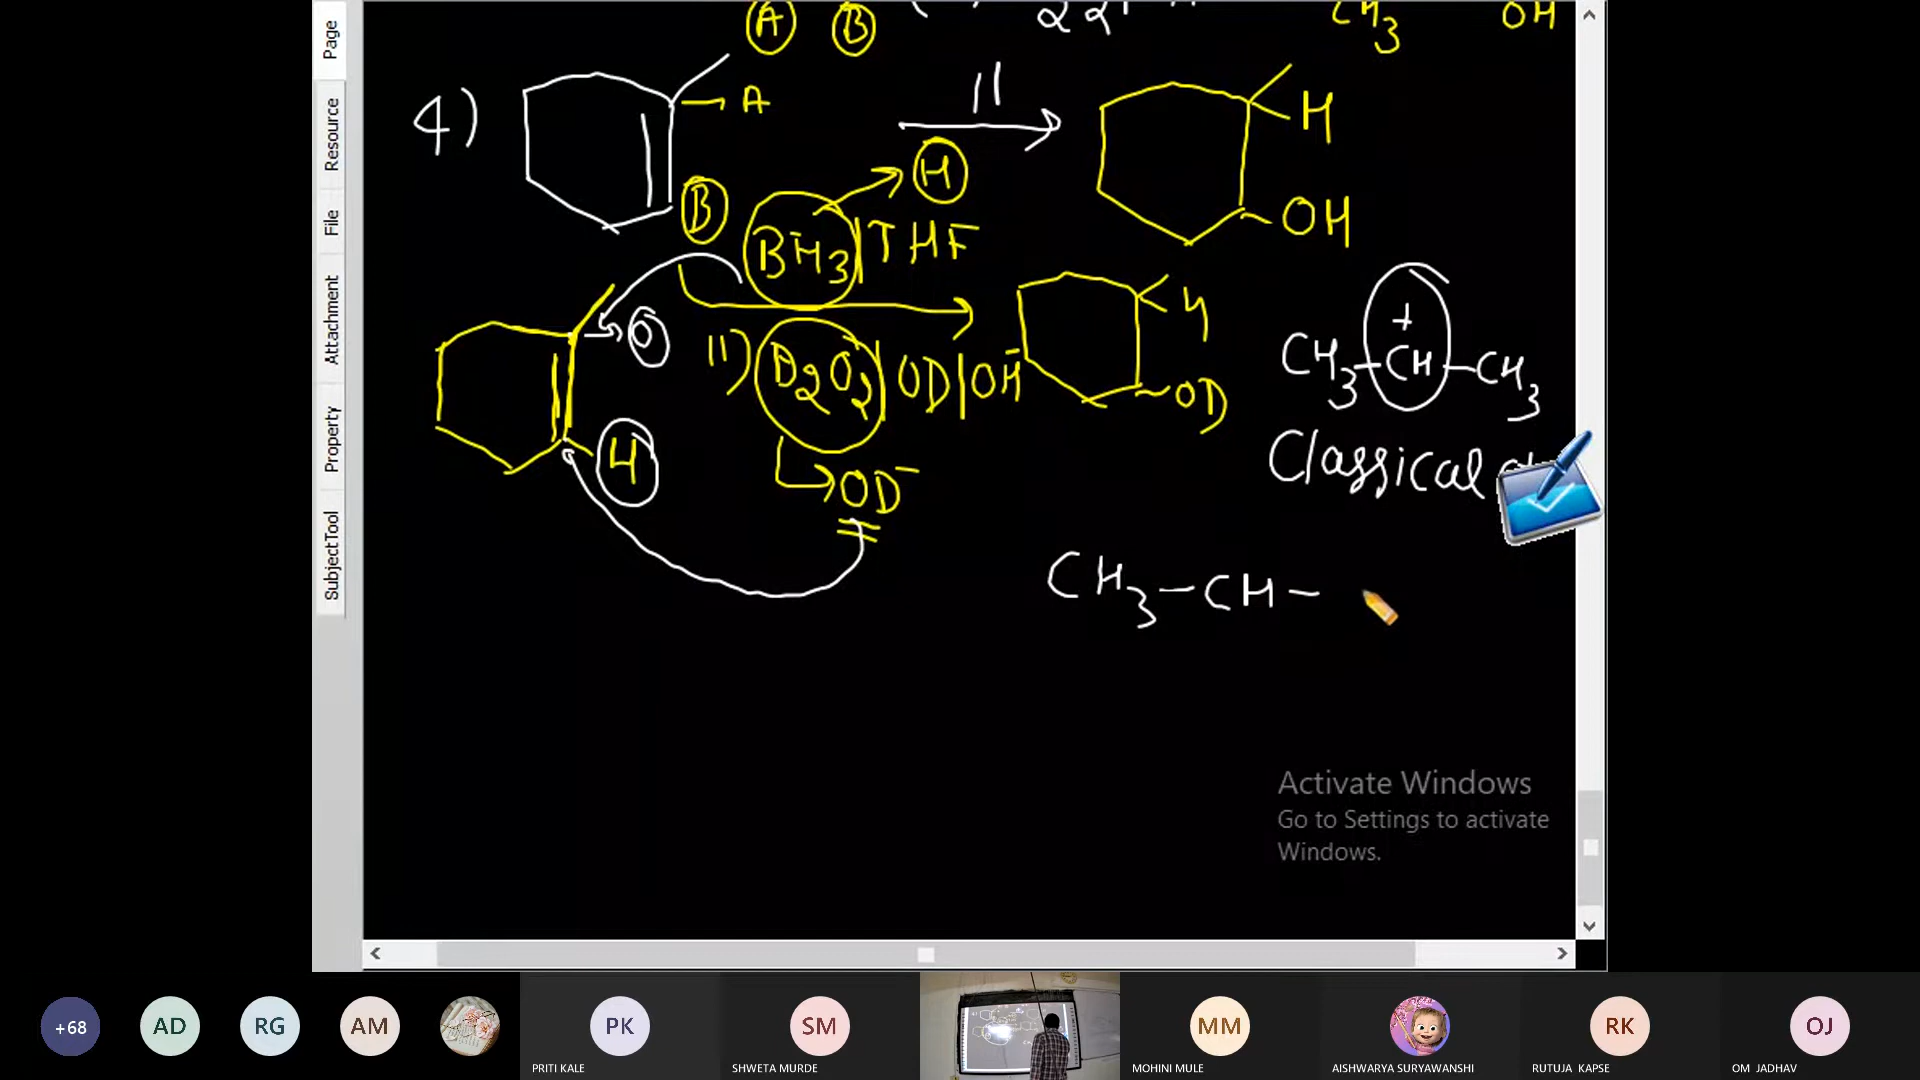 Page
Resource
File
Attachment
Property
SubjectTool
A B
CH3 OH
4)
A
H
OH
B
BH3 | THF
H
11) D2O2 | OD | OH
OD-
H
OD
H
+
CH3-CH-CH3
Classical
CH3-CH-
Activate Windows
Go to Settings to activate
Windows.
+68
AD
RG
AM
PK
SM
MM
RK
OJ
PRITI KALE
SHWETA MURDE
MOHINI MULE
AISHWARYA SURYAWANSHI
RUTUJA KAPSE
OM JADHAV